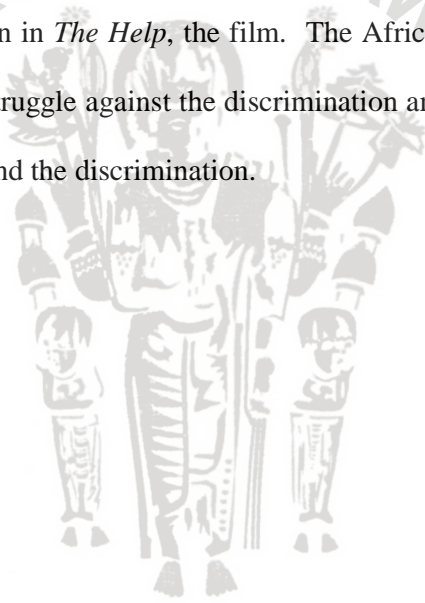 n in The Help, the film. The Afric
ruggle against the discrimination ar
nd the discrimination.